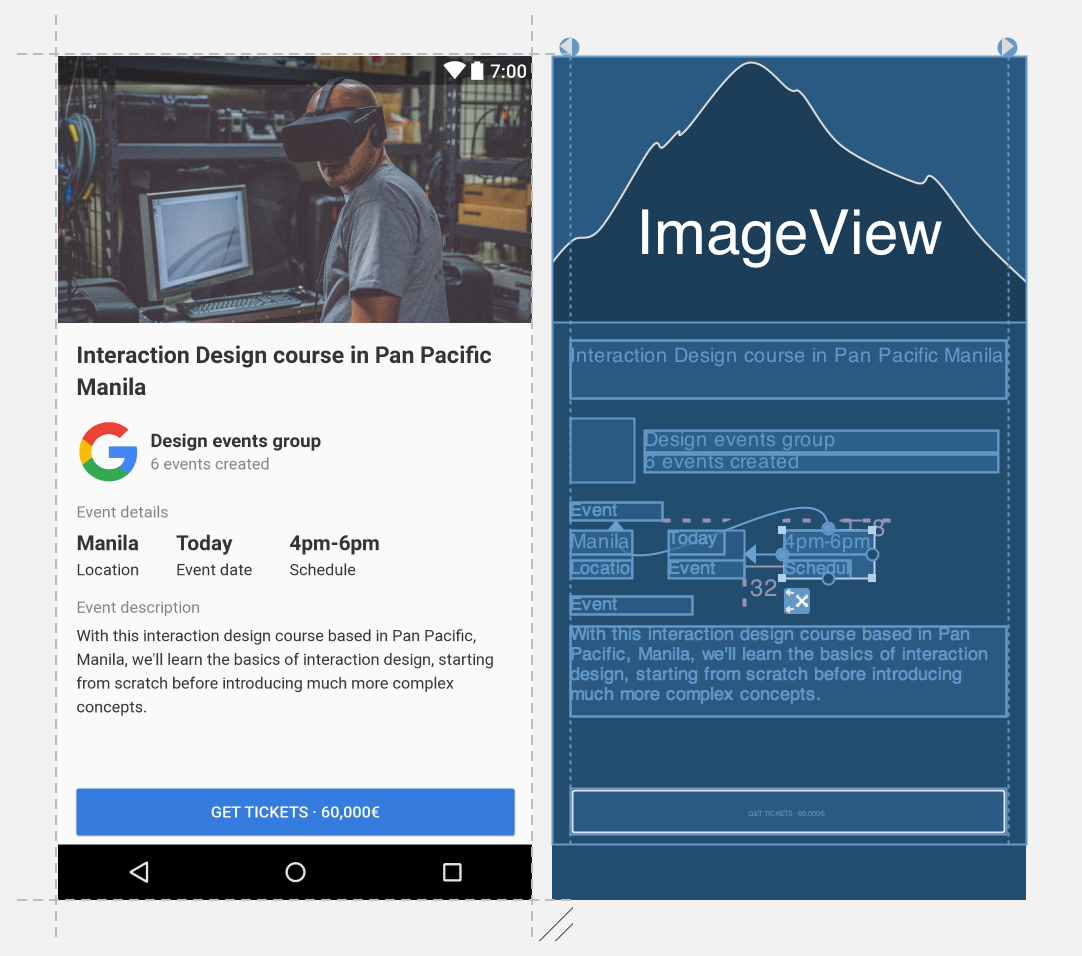 7:00
Interaction Design course in Pan Pacific
Manila
Design events group
6 events created
Event details
Manila Today 4pm-6pm
Location Event date Schedule
Event description
With this interaction design course based in Pan Pacific,
Manila, we'll learn the basics of interaction design, starting
from scratch before introducing much more complex
concepts.
GET TICKETS · 60,000€
ImageView
Interaction Design course in Pan Pacific Manila
Design events group
6 events created
Event
8
Manila Today 4pm-6pm
Locatio Event Schedul
32
Event
With this interaction design course based in Pan
Pacific, Manila, we'll learn the basics of interaction
design, starting from scratch before introducing
much more complex concepts.
GET TICKETS · 60,000€